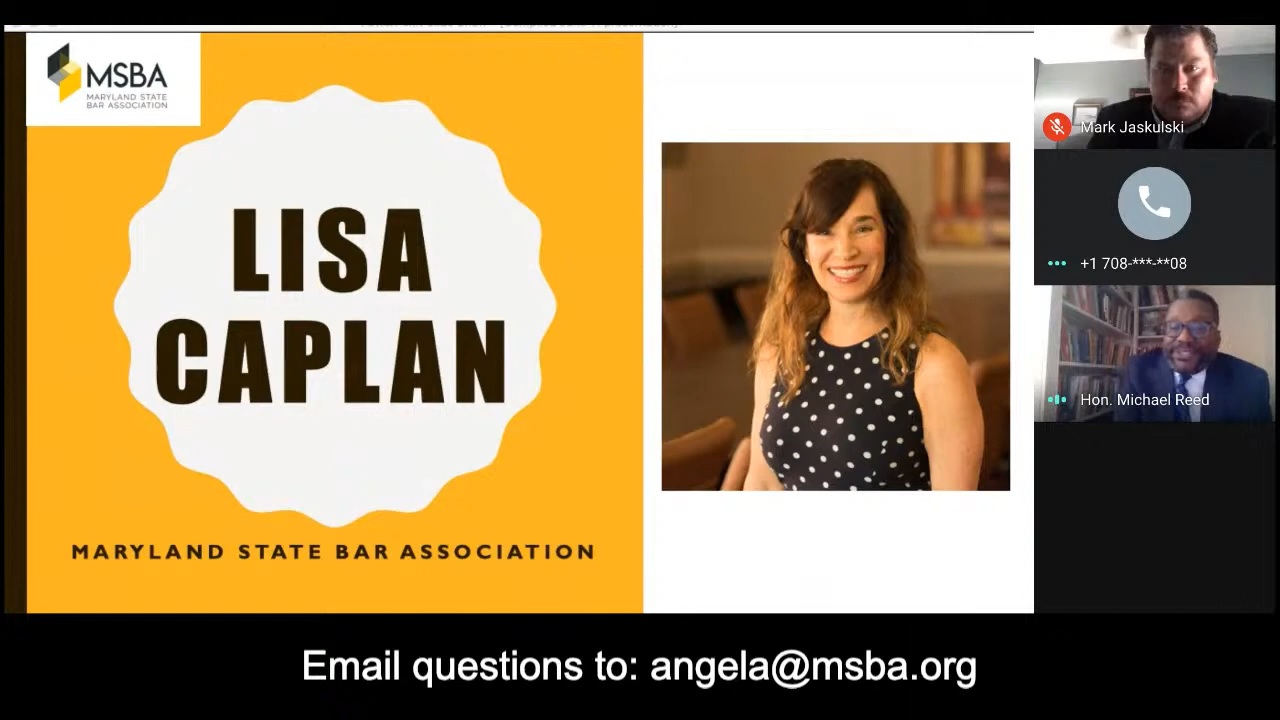 MSBA
MARYLAND STATE
BAR ASSOCIATION
LISA
CAPLAN
MARYLAND STATE BAR ASSOCIATION
Mark Jaskulski
+1 708-***-**08
Hon. Michael Reed
Email questions to: angela@msba.org